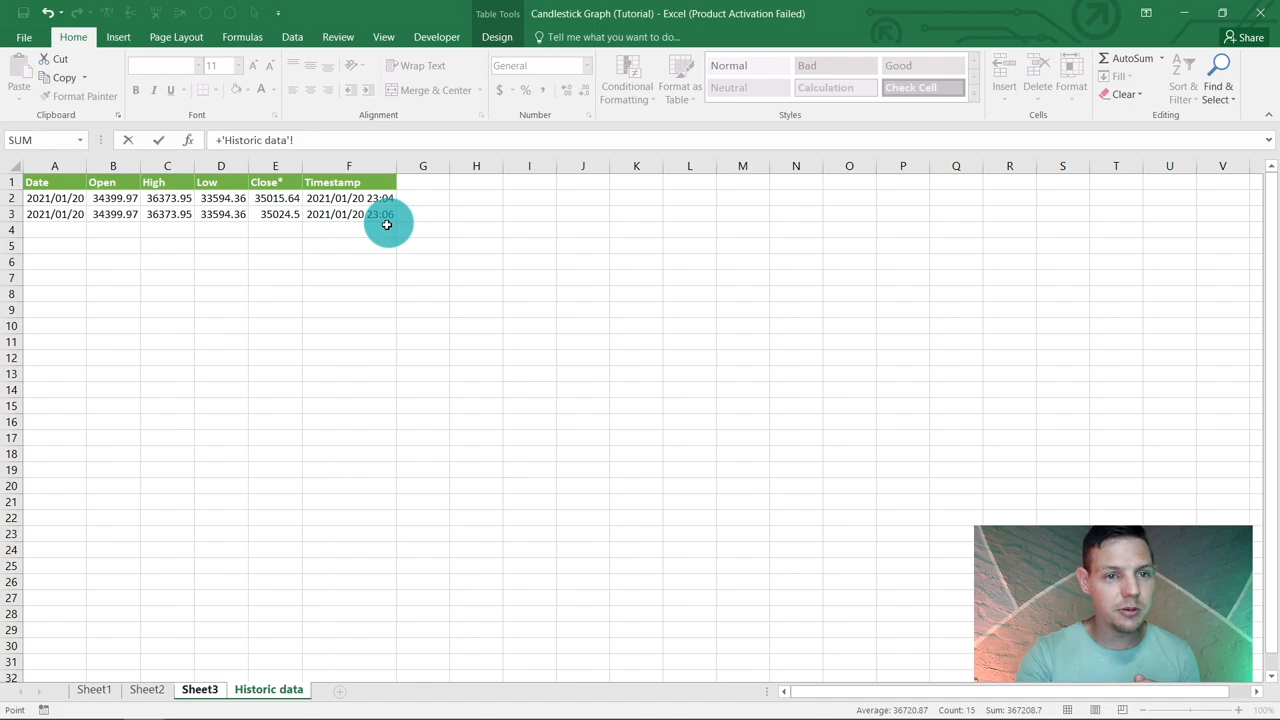 Table Tools
Candlestick Graph (Tutorial) - Excel (Product Activation Failed)
File Home Insert Page Layout Formulas Data Review View Developer Design Tell me what you want to do... Share
Paste
Cut
Copy
Format Painter
Clipboard
11
Font
Wrap Text
Merge & Center
Alignment
General
Number
Conditional Formatting
Format as Table
Normal Bad Good
Neutral Calculation Check Cell
Styles
Insert Delete Format
Cells
AutoSum
Fill
Clear
Sort & Filter
Find & Select
Editing
SUM +'Historic data'!
A B C D E F G H I J K L M N O P Q R S T U V
1 Date Open High Low Close* Timestamp
2 2021/01/20 34399.97 36373.95 33594.36 35015.64 2021/01/20 23:04
3 2021/01/20 34399.97 36373.95 33594.36 35024.5 2021/01/20 23:06
4
5
6
7
8
9
10
11
12
13
14
15
16
17
18
19
20
21
22
23
24
25
26
27
28
29
30
31
32
Sheet1 Sheet2 Sheet3 Historic data
Point Average: 36720.87 Count: 15 Sum: 367208.7 100%